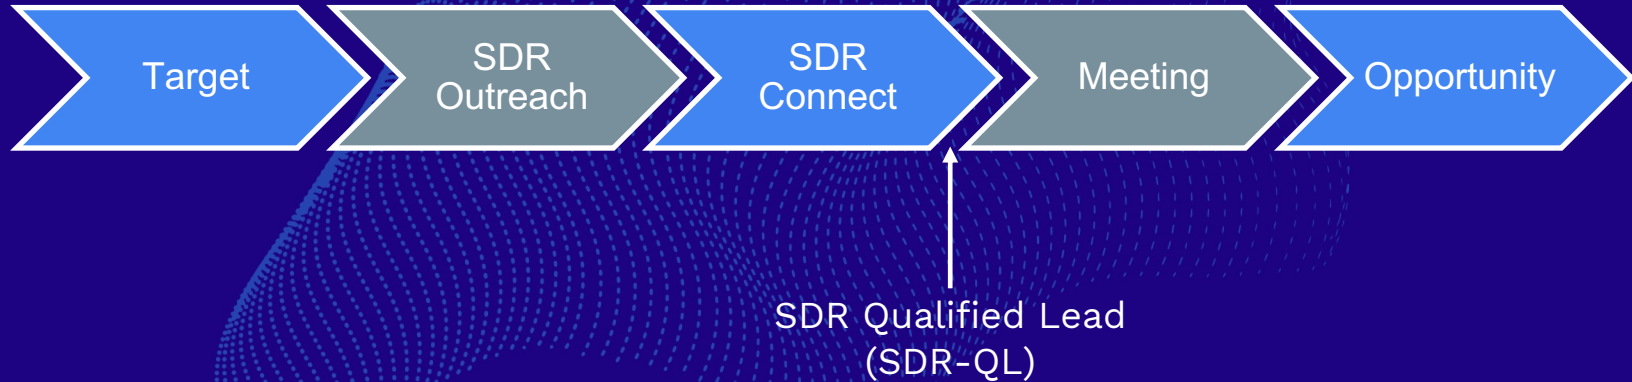 Target
SDR
Outreach
SDR
Connect
Meeting
Opportunity
SDR Qualified Lead
(SDR-QL)